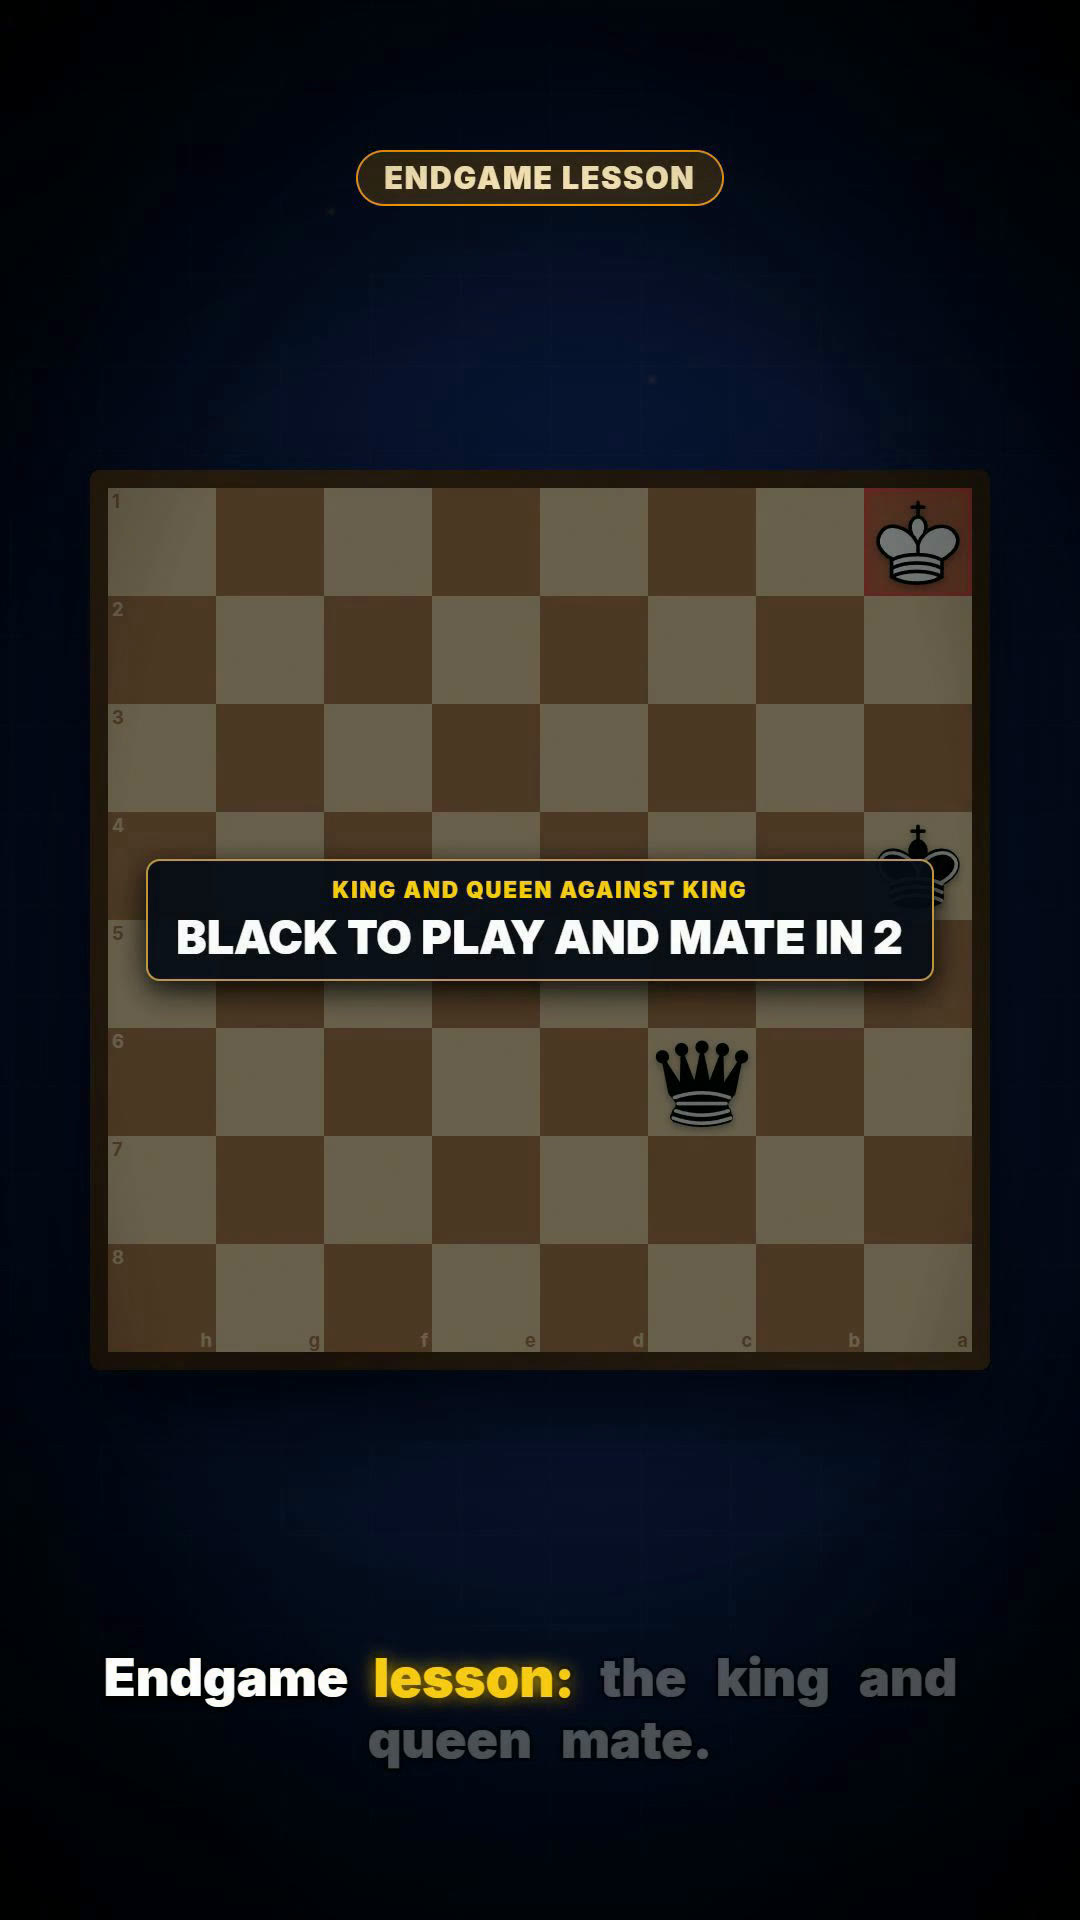 ENDGAME LESSON
1
2
3
4
KING AND QUEEN AGAINST KING
BLACK TO PLAY AND MATE IN 2
5
6
7
8
h g f e d c b a
Endgame lesson: the king and
queen mate.